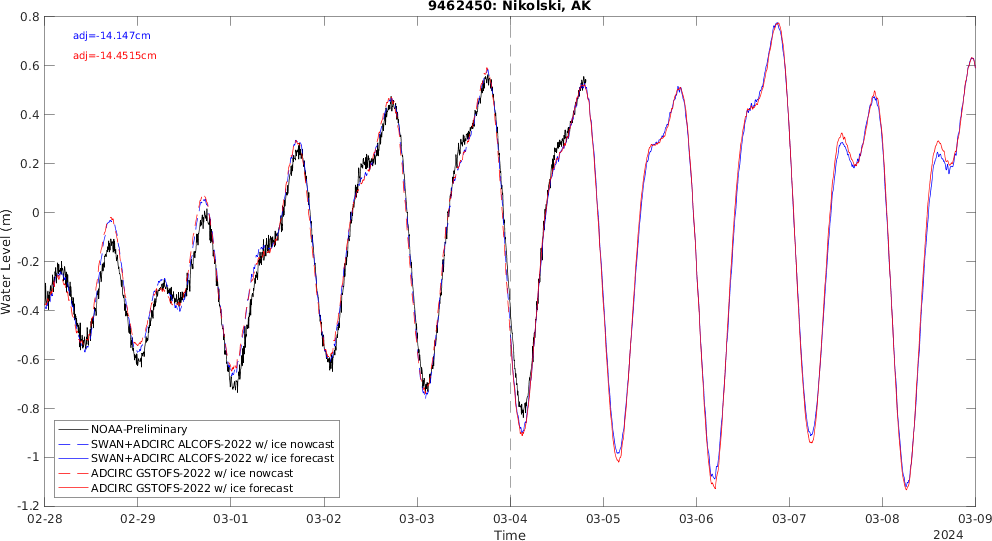 9462450: Nikolski, AK
adj=-14.147cm
adj=-14.4515cm
Water Level (m)
0.8
0.6
0.4
0.2
0
-0.2
-0.4
-0.6
-0.8
-1
-1.2
NOAA-Preliminary
SWAN+ADCIRC ALCOFS-2022 w/ ice nowcast
SWAN+ADCIRC ALCOFS-2022 w/ ice forecast
ADCIRC GSTOFS-2022 w/ ice nowcast
ADCIRC GSTOFS-2022 w/ ice forecast
02-28 02-29 03-01 03-02 03-03 03-04 03-05 03-06 03-07 03-08 03-09
Time
2024